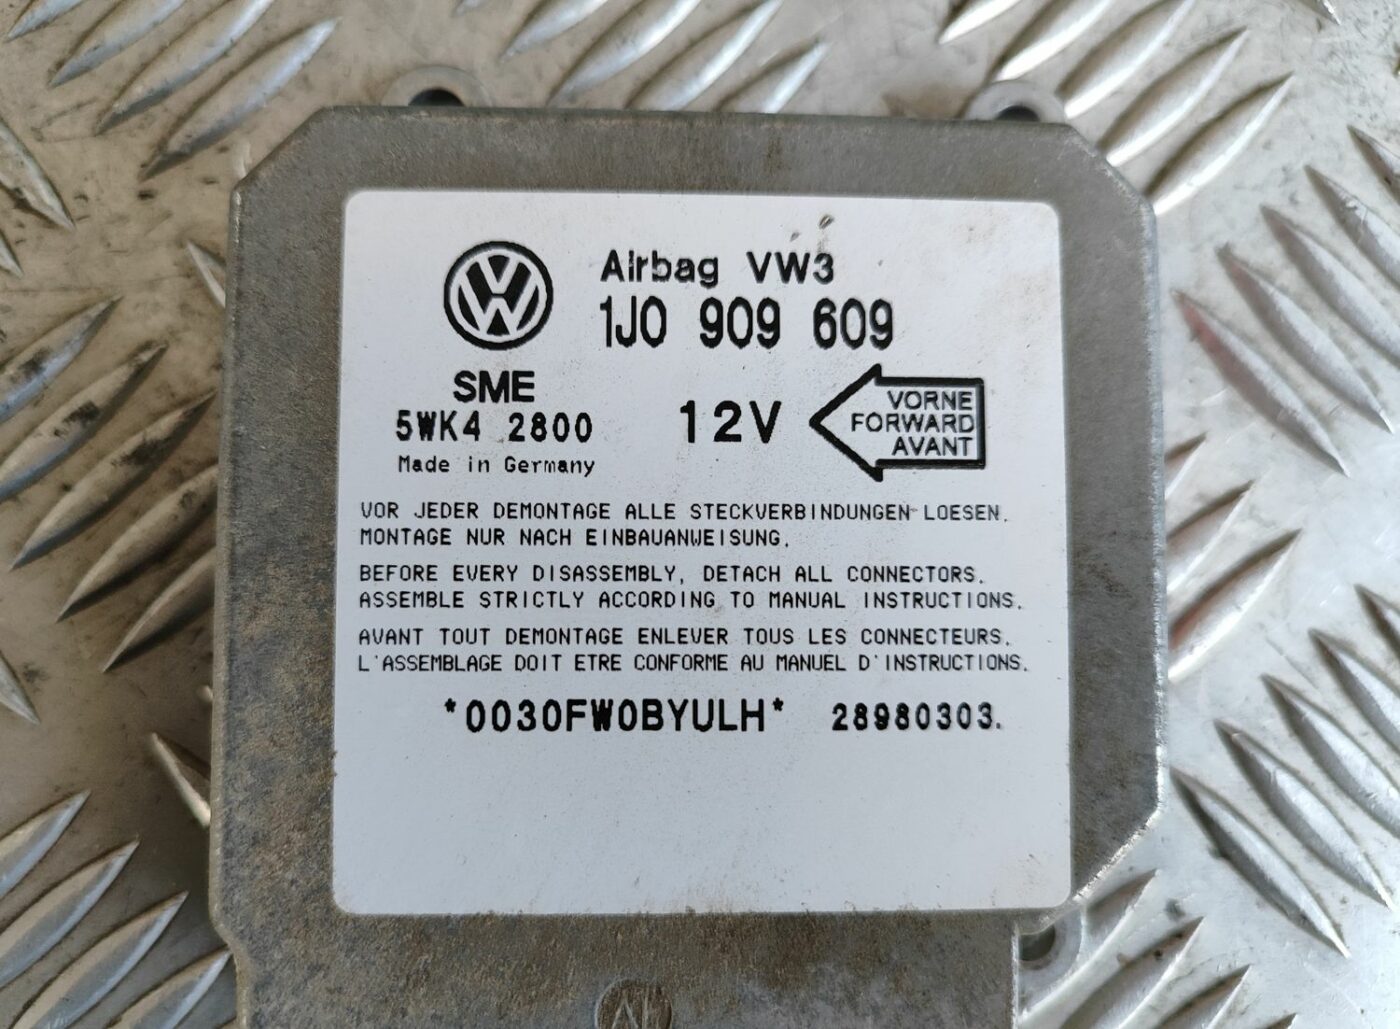 Airbag VW3
1J0 909 609
SME
5WK4 2800
Made in Germany
12V
VORNE
FORWARD
AVANT
VOR JEDER DEMONTAGE ALLE STECKVERBINDUNGEN LOESEN.
MONTAGE NUR NACH EINBAUANWEISUNG.
BEFORE EVERY DISASSEMBLY, DETACH ALL CONNECTORS.
ASSEMBLE STRICTLY ACCORDING TO MANUAL INSTRUCTIONS.
AVANT TOUT DEMONTAGE ENLEVER TOUS LES CONNECTEURS.
L'ASSEMBLAGE DOIT ETRE CONFORME AU MANUEL D'INSTRUCTIONS.
*0030FW0BYULH* 28980303.